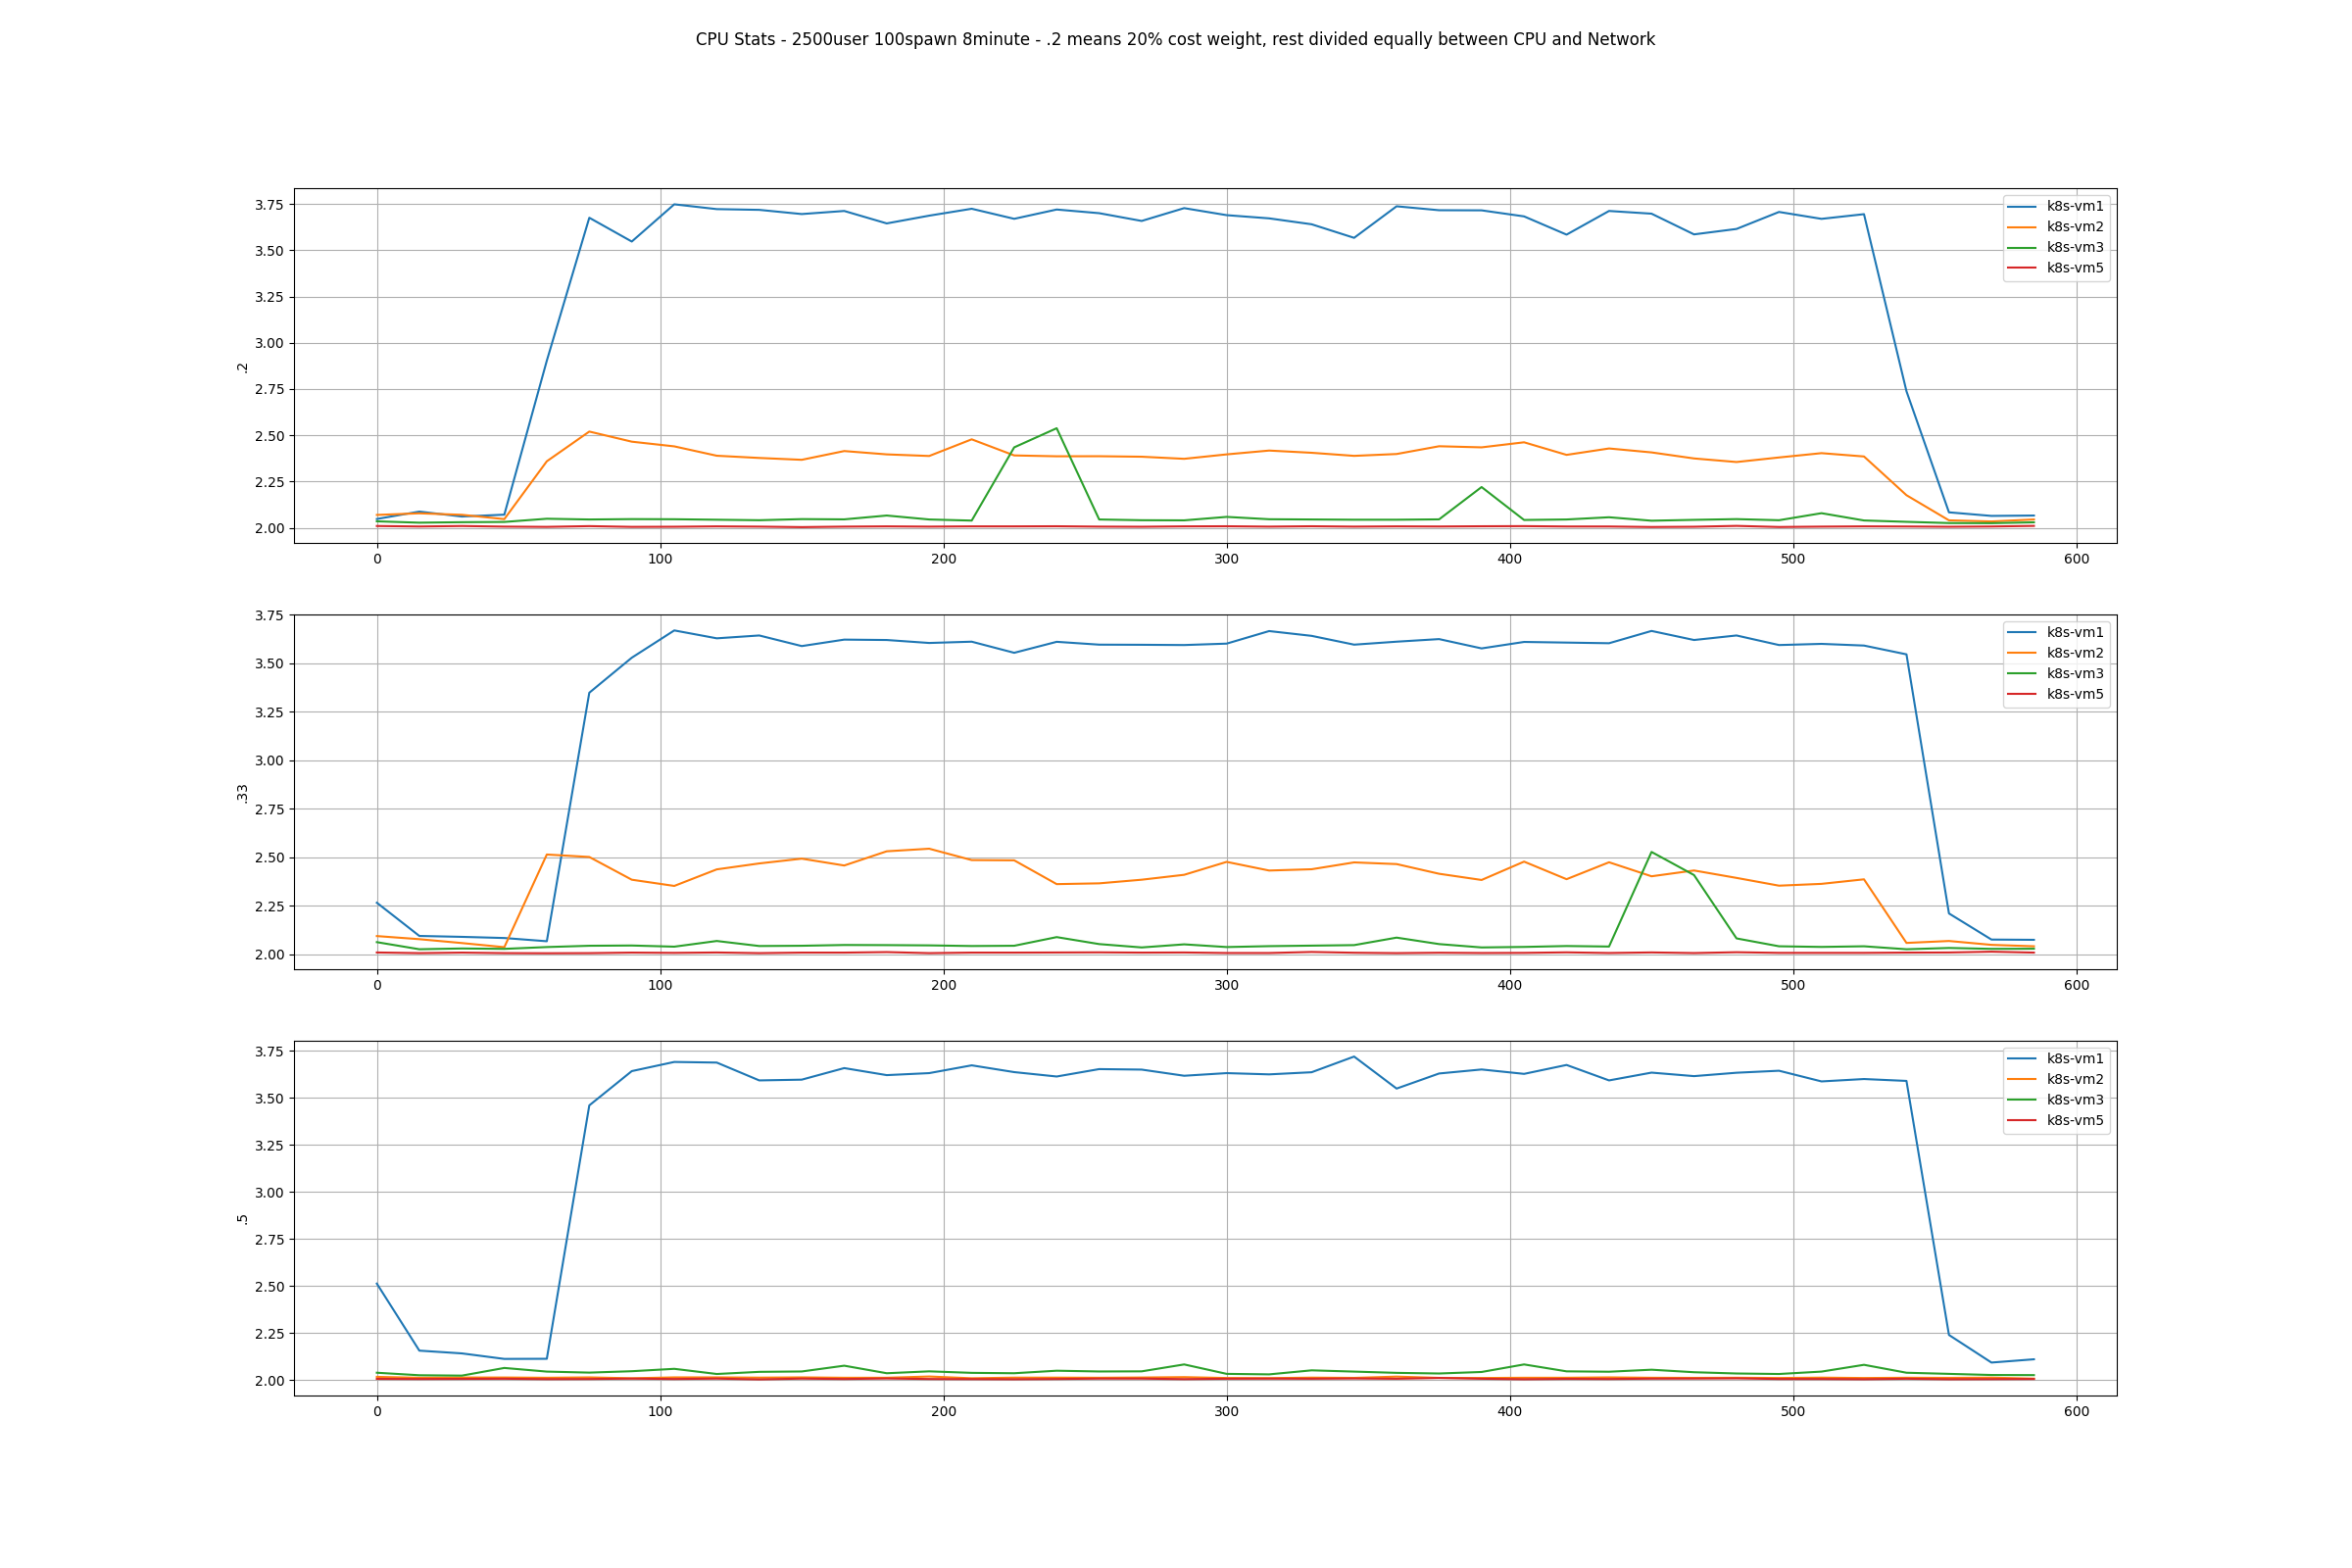 CPU Stats - 2500user 100spawn 8minute - .2 means 20% cost weight, rest divided equally between CPU and Network
3.75
3.50
3.25
3.00
2.75
2.50
2.25
2.00
.2
k8s-vm1
k8s-vm2
k8s-vm3
k8s-vm5
0 100 200 300 400 500 600
3.75
3.50
3.25
3.00
2.75
2.50
2.25
2.00
.33
k8s-vm1
k8s-vm2
k8s-vm3
k8s-vm5
0 100 200 300 400 500 600
3.75
3.50
3.25
3.00
2.75
2.50
2.25
2.00
.5
k8s-vm1
k8s-vm2
k8s-vm3
k8s-vm5
0 100 200 300 400 500 600